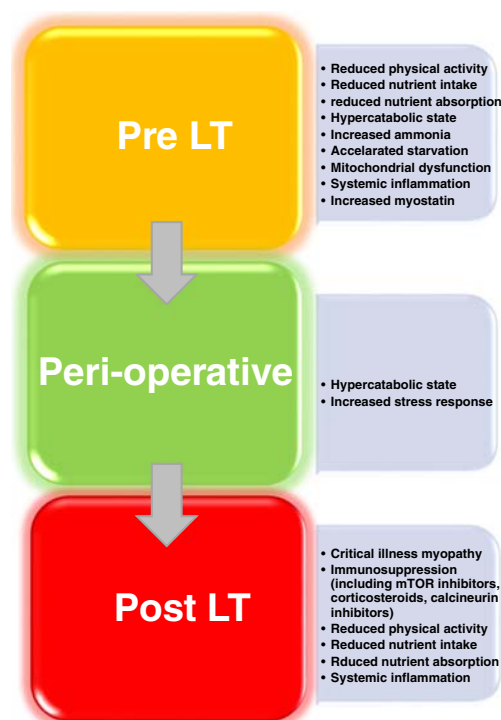 Pre LT
• Reduced physical activity
• Reduced nutrient intake
• reduced nutrient absorption
• Hypercatabolic state
• Increased ammonia
• Accelarated starvation
• Mitochondrial dysfunction
• Systemic inflammation
• Increased myostatin
Peri-operative
• Hypercatabolic state
• Increased stress response
Post LT
• Critical illness myopathy
• Immunosuppression
(including mTOR inhibitors,
corticosteroids, calcineurin
inhibitors)
• Reduced physical activity
• Reduced nutrient intake
• Rduced nutrient absorption
• Systemic inflammation